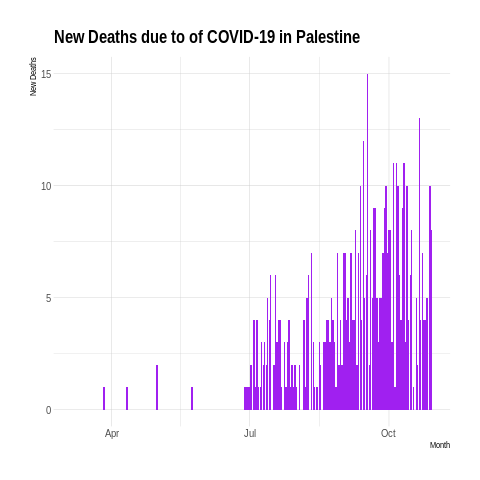 New Deaths due to of COVID-19 in Palestine
New Deaths
15
10
5
0
Apr Jul Oct
Month